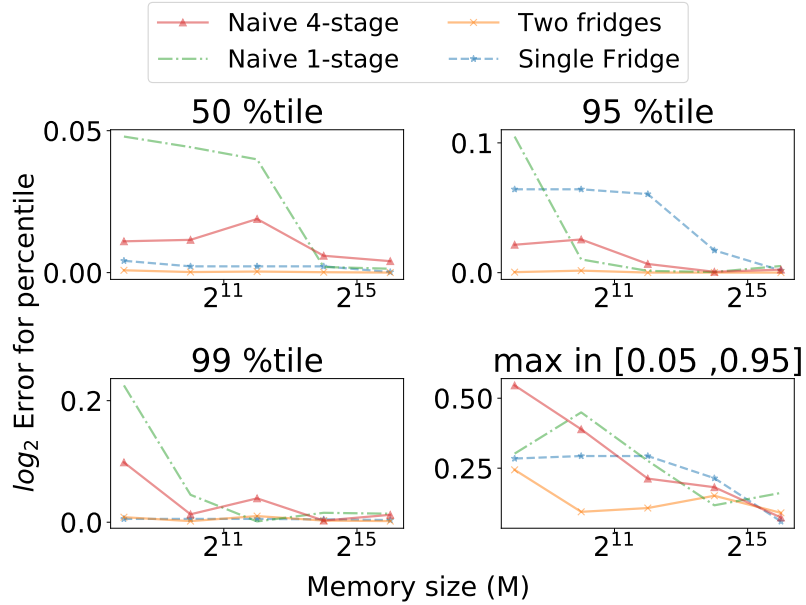 Naive 4-stage
Two fridges
Naive 1-stage
Single Fridge
50 %tile
95 %tile
0.05
0.00
2^11
2^15
0.1
0.0
2^11
2^15
99 %tile
max in [0.05 ,0.95]
0.2
0.0
2^11
2^15
0.50
0.25
2^11
2^15
log₂ Error for percentile
Memory size (M)